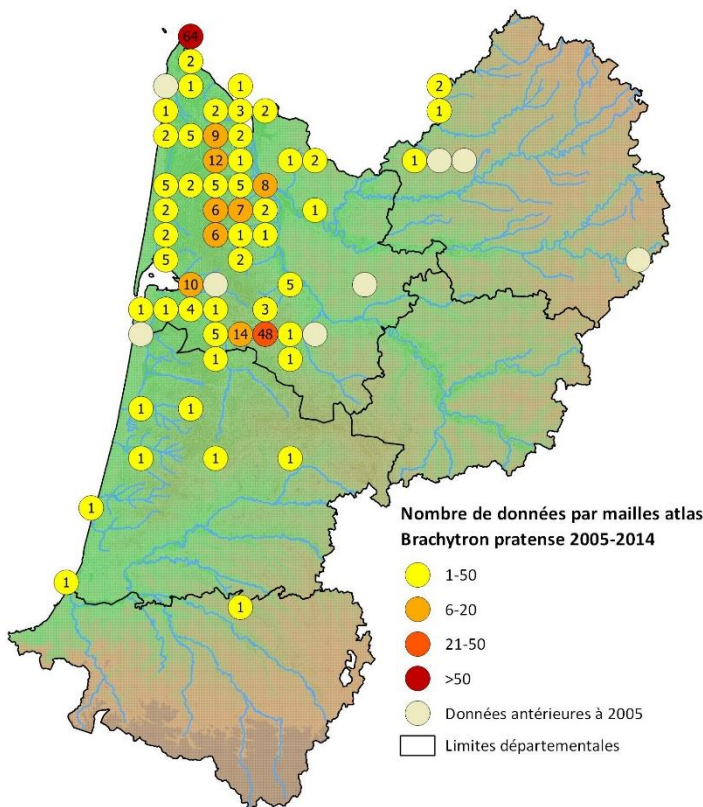 64
2
1 1 2
1 2 3 2 1
2 5 9 2
12 1 1 2 1
5 2 5 5 8
2 6 7 2 1
2 6 1 1
5 2
10 5
1 1 4 1 3
5 14 48 1
1 1
1 1
1 1 1
1
Nombre de données par mailles atlas
Brachytron pratense 2005-2014
1
1-50
1
6-20
21-50
>50
Données antérieures à 2005
Limites départementales